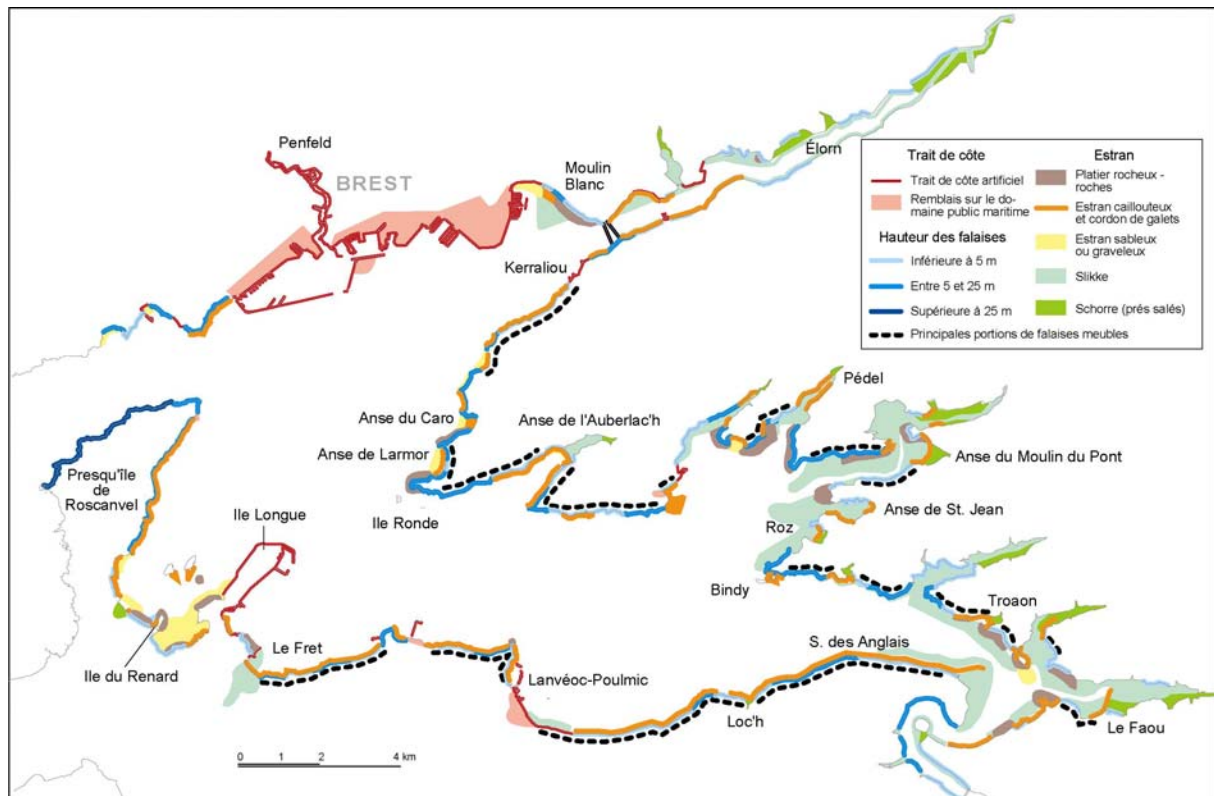 Penfeld
BREST
Moulin
Blanc
Élorn
Kerraliou
Pédel
Anse du Caro
Anse de l'Auberlac'h
Anse de Larmor
Anse du Moulin du Pont
Presqu'île
de
Roscanvel
Ile Ronde
Anse de St. Jean
Roz
Ile Longue
Bindy
Troaon
Le Fret
S. des Anglais
Ile du Renard
Lanvéoc-Poulmic
Loc'h
Le Faou
0 2 4 km
Trait de côte
Trait de côte artificiel
Remblais sur le do-
maine public maritime
Hauteur des falaises
Inférieure à 5 m
Entre 5 et 25 m
Supérieure à 25 m
Principales portions de falaises meubles
Estran
Platier rocheux -
roches
Estran caillouteux
et cordon de galets
Estran sableux
ou graveleux
Slikke
Schorre (prés salés)